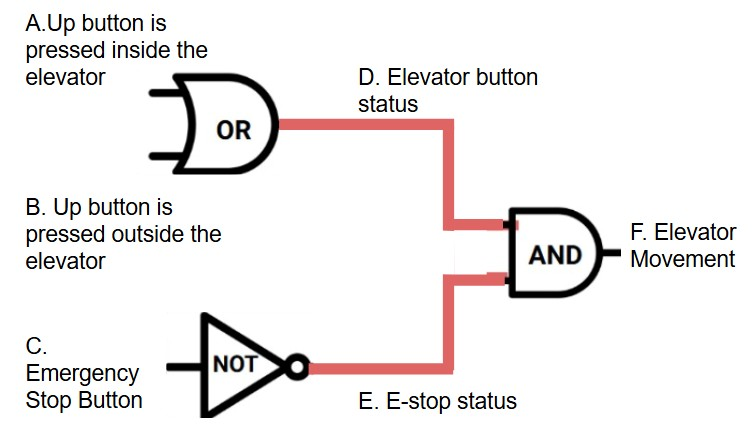 A.Up button is
pressed inside the
elevator
OR
D. Elevator button
status
B. Up button is
pressed outside the
elevator
AND
F. Elevator
Movement
C.
Emergency
Stop Button
NOT
E. E-stop status